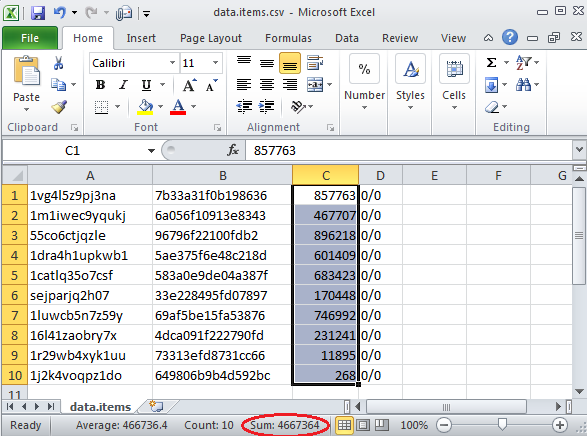 data.items.csv - Microsoft Excel
File Home Insert Page Layout Formulas Data Review View
Paste
Calibri 11
B I U A A
A
% Number
A Styles
Cells
Σ
Clipboard Font Alignment Editing
C1 fx 857763
A B C D E F G
1 1vg4l5z9pj3na 7b33a31f0b198636 857763 0/0
2 1m1iwec9yqukj 6a056f10913e8343 467707 0/0
3 55co6ctjqzle 96796f22100fdb2 896218 0/0
4 1dra4h1upkwb1 5ae375f6e48c218d 601409 0/0
5 1catlq35o7csf 583a0e9de04a387f 683423 0/0
6 sejparjq2h07 33e228495fd07897 170448 0/0
7 1luwcb5n7z59y 69af5be15fa53876 746992 0/0
8 16l41zaobry7x 4dca091f222790fd 231241 0/0
9 1r29wb4xyk1uu 73313efd8731cc66 11895 0/0
10 1j2k4voqpz1do 649806b9b4d592bc 268 0/0
11
data.items
Ready Average: 466736.4 Count: 10 Sum: 4667364 100%